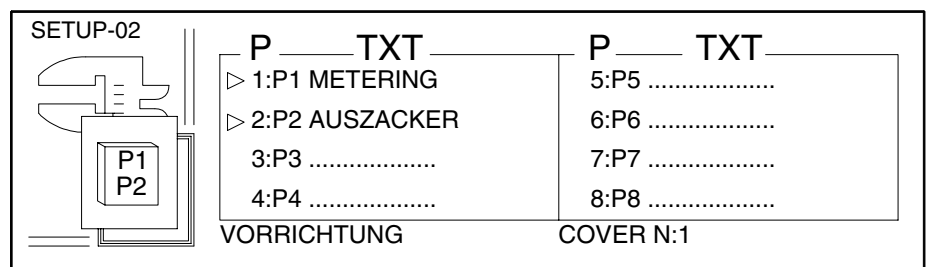 SETUP-02
P TXT P TXT
1:P1 METERING 5:P5 ...................
2:P2 AUSZACKER 6:P6 ...................
3:P3 ................... 7:P7 ...................
4:P4 ................... 8:P8 ...................
P1
P2
VORRICHTUNG COVER N:1